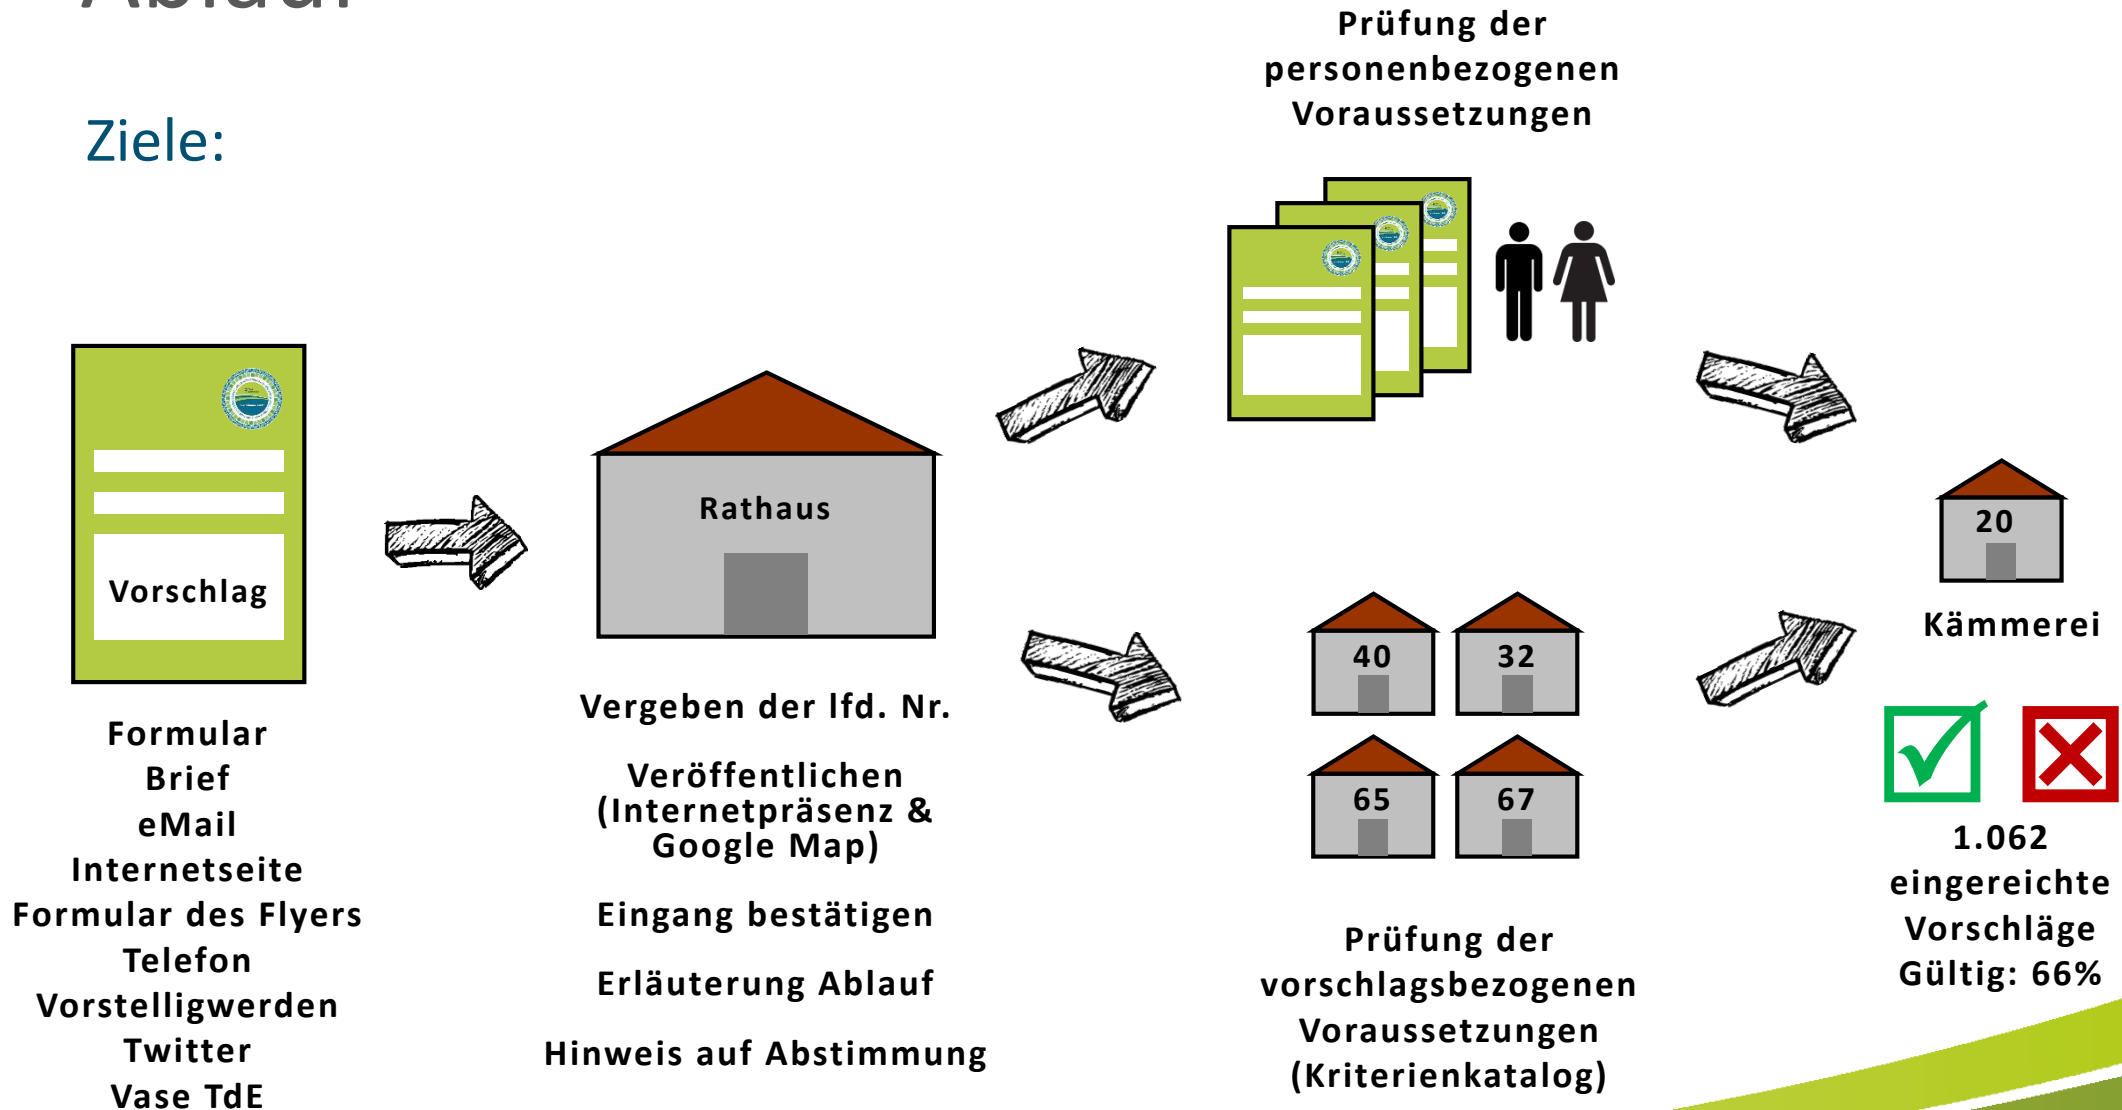 Ablauf
Ziele:
Vorschlag
Formular
Brief
eMail
Internetseite
Formular des Flyers
Telefon
Vorstelligwerden
Twitter
Vase TdE
Rathaus
Vergeben der lfd. Nr.
Veröffentlichen
(Internetpräsenz &
Google Map)
Eingang bestätigen
Erläuterung Ablauf
Hinweis auf Abstimmung
Prüfung der
personenbezogenen
Voraussetzungen
40
32
65
67
Prüfung der
vorschlagsbezogenen
Voraussetzungen
(Kriterienkatalog)
20
Kämmerei
1.062
eingereichte
Vorschläge
Gültig: 66%